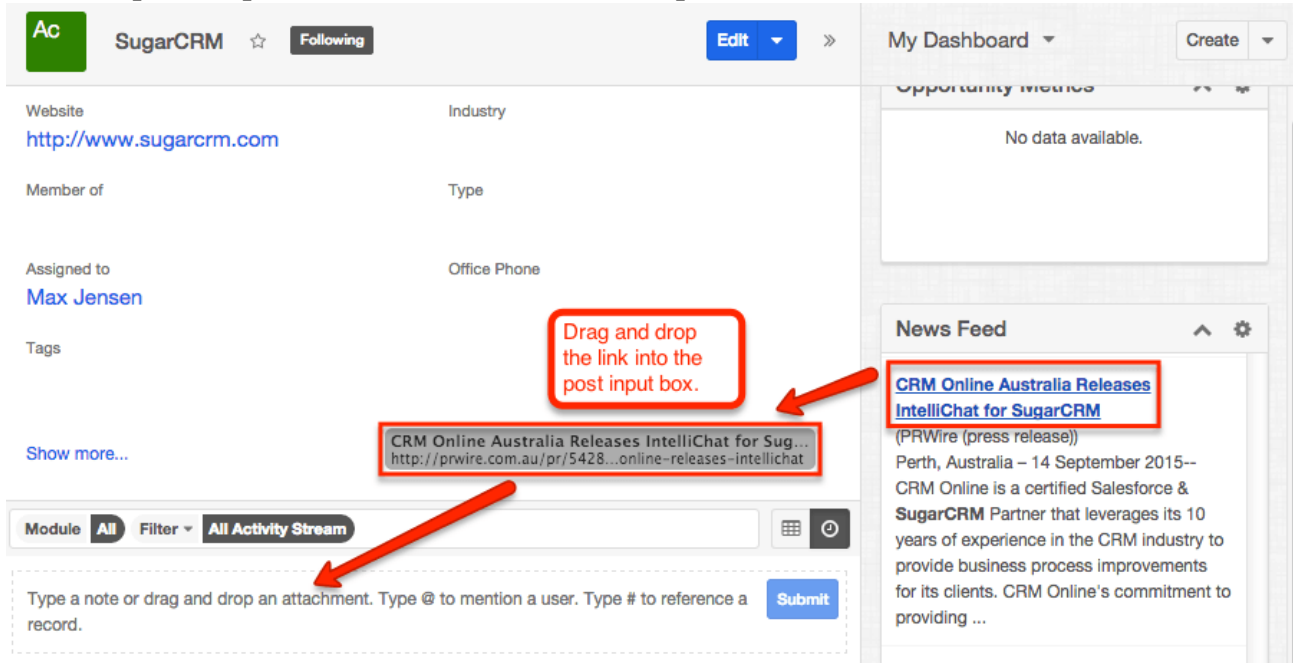 Ac
SugarCRM
Following
Edit
My Dashboard
Create
Website
http://www.sugarcrm.com
Industry
Member of
Type
Assigned to
Max Jensen
Office Phone
Tags
Show more...
Drag and drop
the link into the
post input box.
CRM Online Australia Releases IntelliChat for Sug...
http://prwire.com.au/pr/5428...online-releases-intellichat
Module All Filter All Activity Stream
Type a note or drag and drop an attachment. Type @ to mention a user. Type # to reference a
record.
Submit
Opportunity Metrics
No data available.
News Feed
CRM Online Australia Releases
IntelliChat for SugarCRM
(PRWire (press release))
Perth, Australia – 14 September 2015--
CRM Online is a certified Salesforce &
SugarCRM Partner that leverages its 10
years of experience in the CRM industry to
provide business process improvements
for its clients. CRM Online's commitment to
providing ...